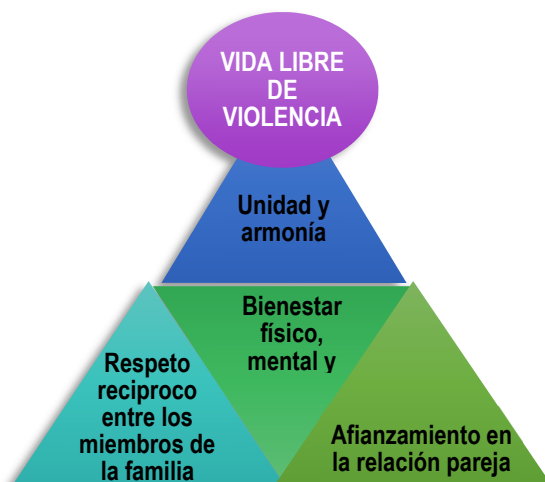 VIDA LIBRE
DE
VIOLENCIA
Unidad y
armonía
Bienestar
físico,
mental y
Respeto
reciproco
entre los
miembros de
la familia
Afianzamiento en
la relación pareja